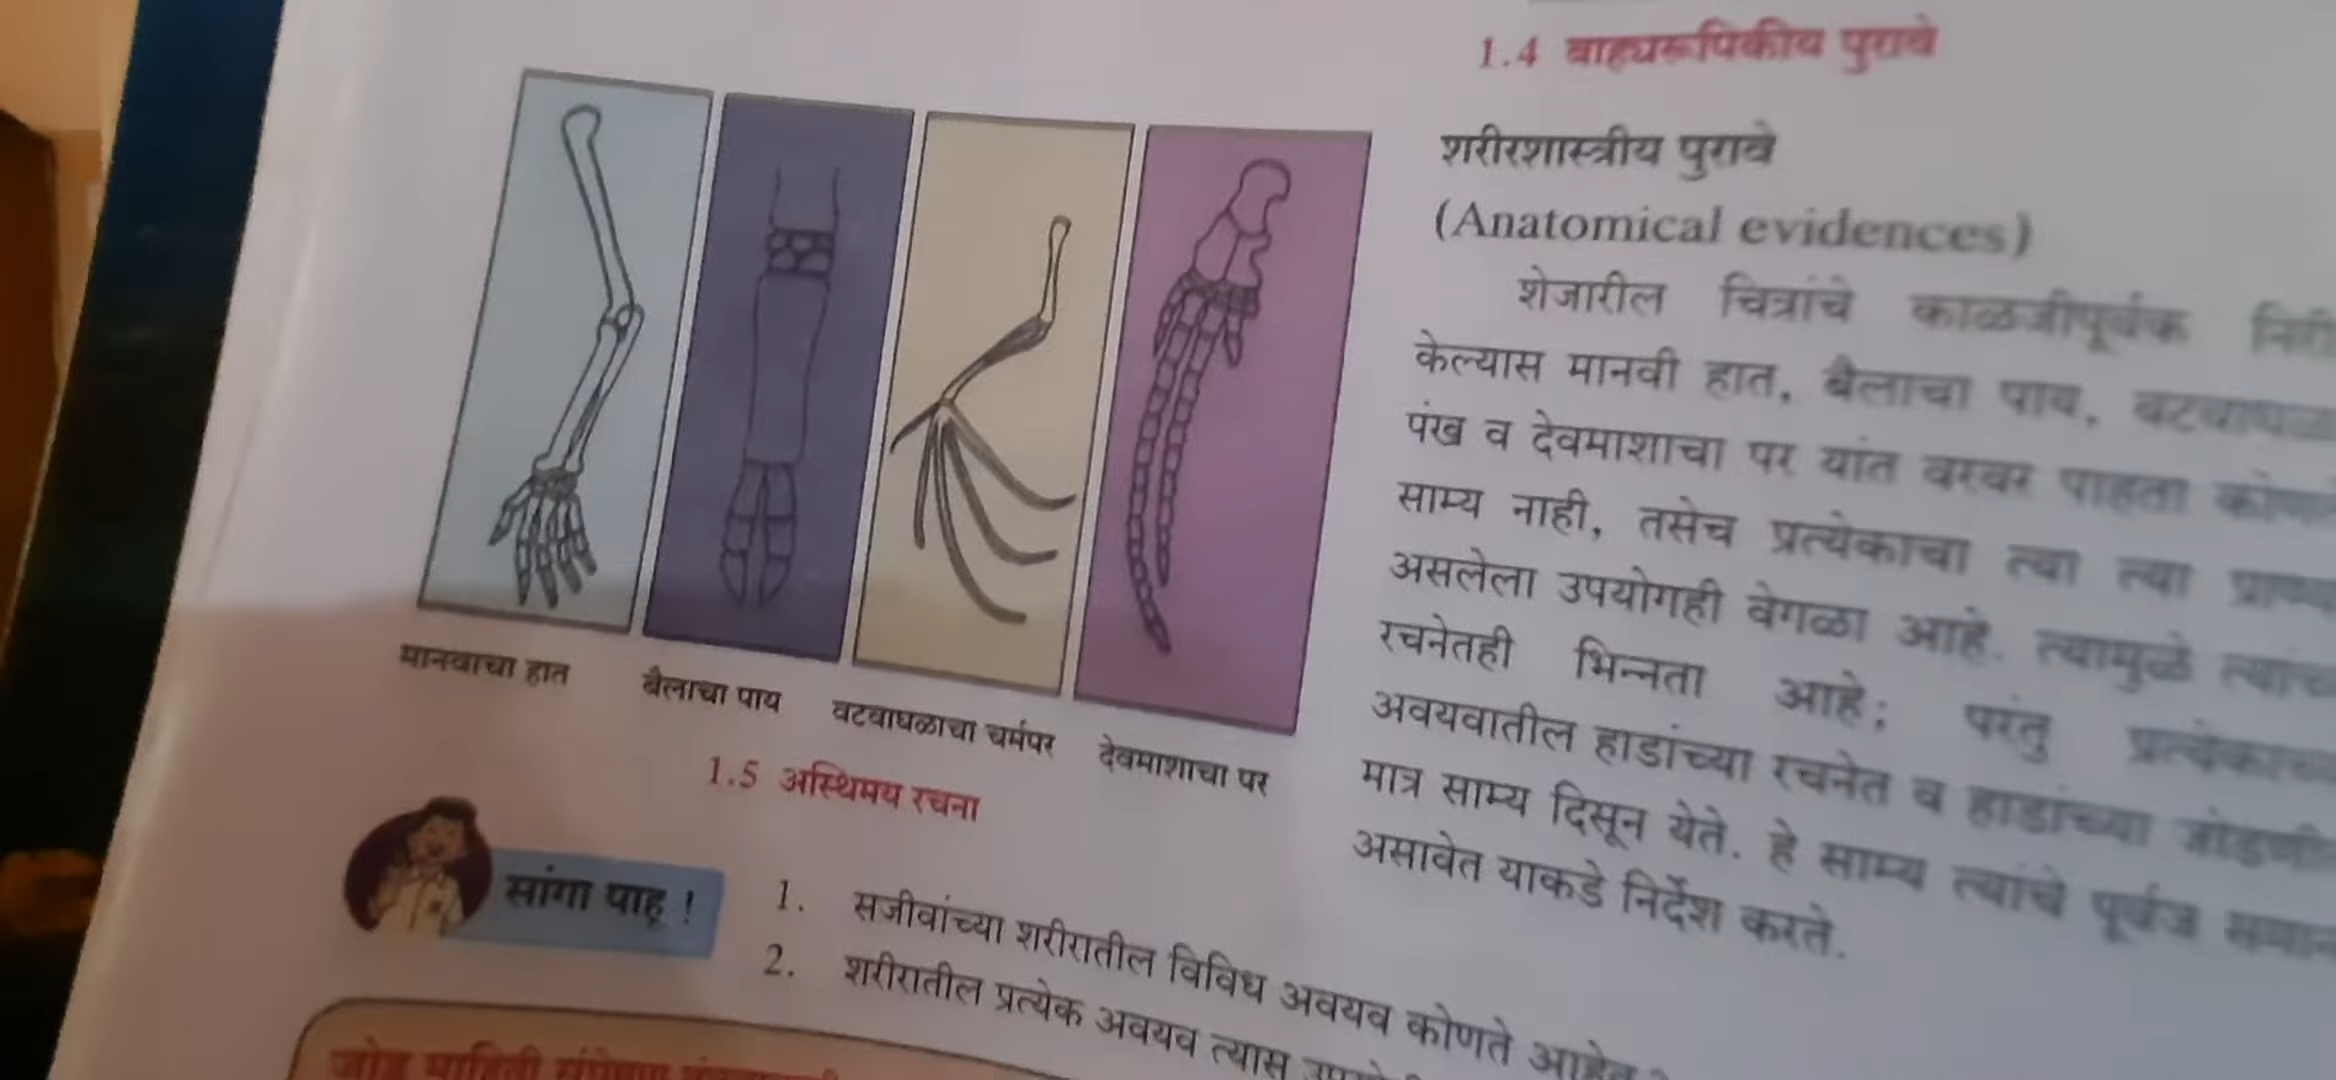 1.4 बाह्यरूपिकीय पुरावे
शरीरशास्त्रीय पुरावे
(Anatomical evidences)
शेजारील चित्रांचे काळजीपूर्वक
केल्यास मानवी हात, बैलाचा पाय,
पंख व देवमाशाचा पर यांत वरवर पाहता
साम्य नाही, तसेच प्रत्येकाचा त्या त्या
असलेला उपयोगही वेगळा आहे. त्यामुळे
रचनेतही भिन्नता आहे; परंतु
अवयवातील हाडांच्या रचनेत व हाडांच्या
मात्र साम्य दिसून येते. हे साम्य त्यांचे पूर्वज
असावेत याकडे निर्देश करते.
मानवाचा हात
बैलाचा पाय
वटवाघळाचा चर्मपर
देवमाशाचा पर
1.5 अस्थिमय रचना
सांगा पाहू !
1. सजीवांच्या शरीरातील विविध अवयव कोणते आहेत
2. शरीरातील प्रत्येक अवयव त्यास